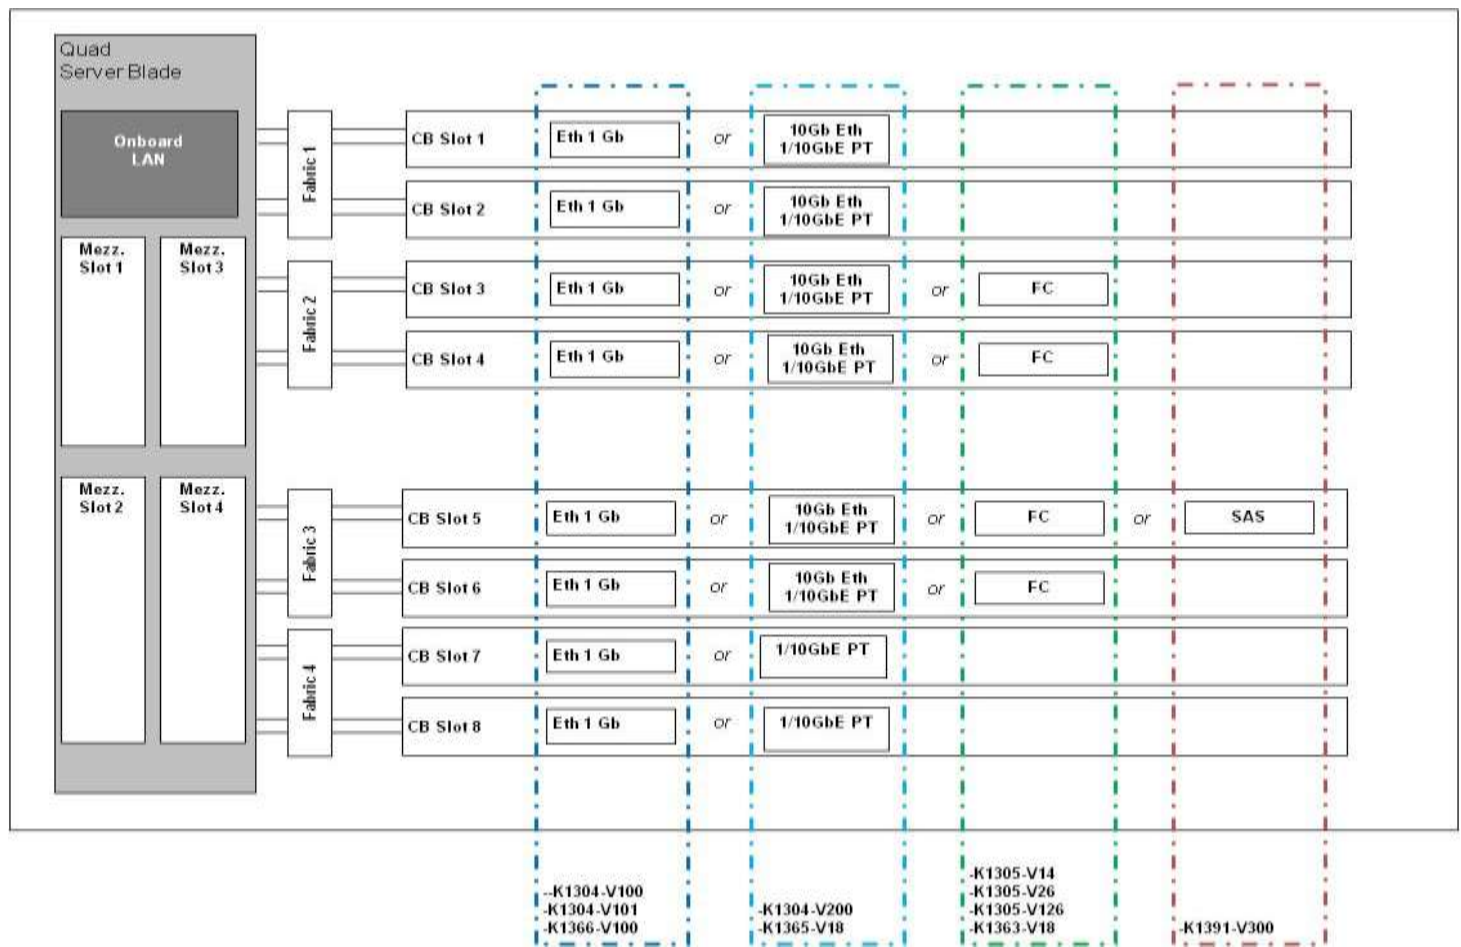 Quad
Server Blade
Onboard
LAN
Fabric 1
CB Slot 1
Eth 1 Gb
or
10Gb Eth
1/10GbE PT
CB Slot 2
Eth 1 Gb
or
10Gb Eth
1/10GbE PT
Mezz.
Slot 1
Mezz.
Slot 3
Fabric 2
CB Slot 3
Eth 1 Gb
or
10Gb Eth
1/10GbE PT
or
FC
CB Slot 4
Eth 1 Gb
or
10Gb Eth
1/10GbE PT
or
FC
Mezz.
Slot 2
Mezz.
Slot 4
Fabric 3
CB Slot 5
Eth 1 Gb
or
10Gb Eth
1/10GbE PT
or
FC
or
SAS
CB Slot 6
Eth 1 Gb
or
10Gb Eth
1/10GbE PT
or
FC
Fabric 4
CB Slot 7
Eth 1 Gb
or
1/10GbE PT
CB Slot 8
Eth 1 Gb
or
1/10GbE PT
--K1304-V100
-K1304-V101
-K1366-V100
-K1304-V200
-K1365-V18
-K1305-V14
-K1305-V26
-K1305-V126
-K1363-V18
-K1391-V300